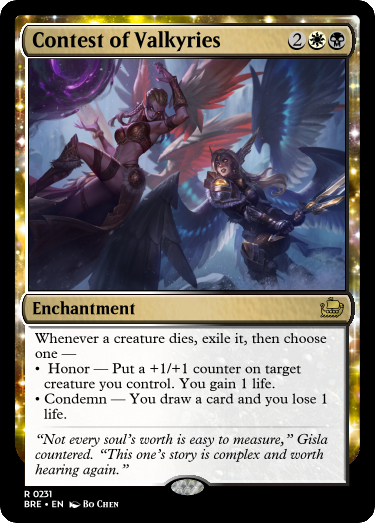 Contest of Valkyries 2
Enchantment
Whenever a creature dies, exile it, then choose
one —
• Honor — Put a +1/+1 counter on target
creature you control. You gain 1 life.
• Condemn — You draw a card and you lose 1
life.
“Not every soul’s worth is easy to measure,” Gisla
countered. “This one’s story is complex and worth
hearing again.”
R 0231
BRE • EN Bo Chen